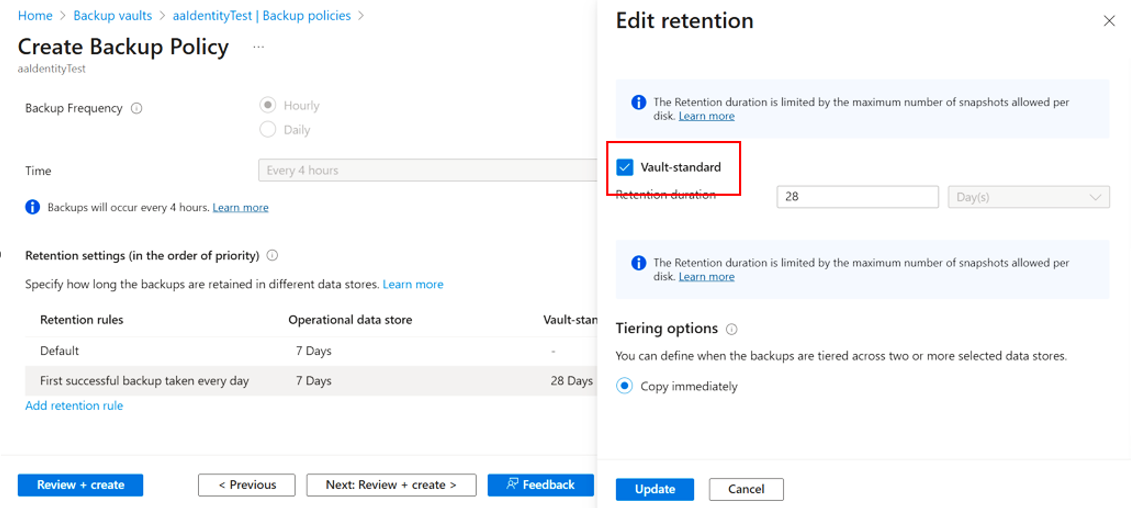 Home > Backup vaults > aaIdentityTest | Backup policies >
Create Backup Policy ...
aaIdentityTest
Backup Frequency
Hourly
Daily
Time
Every 4 hours
Backups will occur every 4 hours. Learn more
Retention settings (in the order of priority)
Specify how long the backups are retained in different data stores. Learn more
Retention rules Operational data store Vault-stan
Default 7 Days -
First successful backup taken every day 7 Days 28 Days
Add retention rule
Review + create < Previous Next: Review + create > Feedback
Edit retention
The Retention duration is limited by the maximum number of snapshots allowed per
disk. Learn more
Vault-standard
Retention duration 28 Day(s)
The Retention duration is limited by the maximum number of snapshots allowed per
disk. Learn more
Tiering options
You can define when the backups are tiered across two or more selected data stores.
Copy immediately
Update Cancel